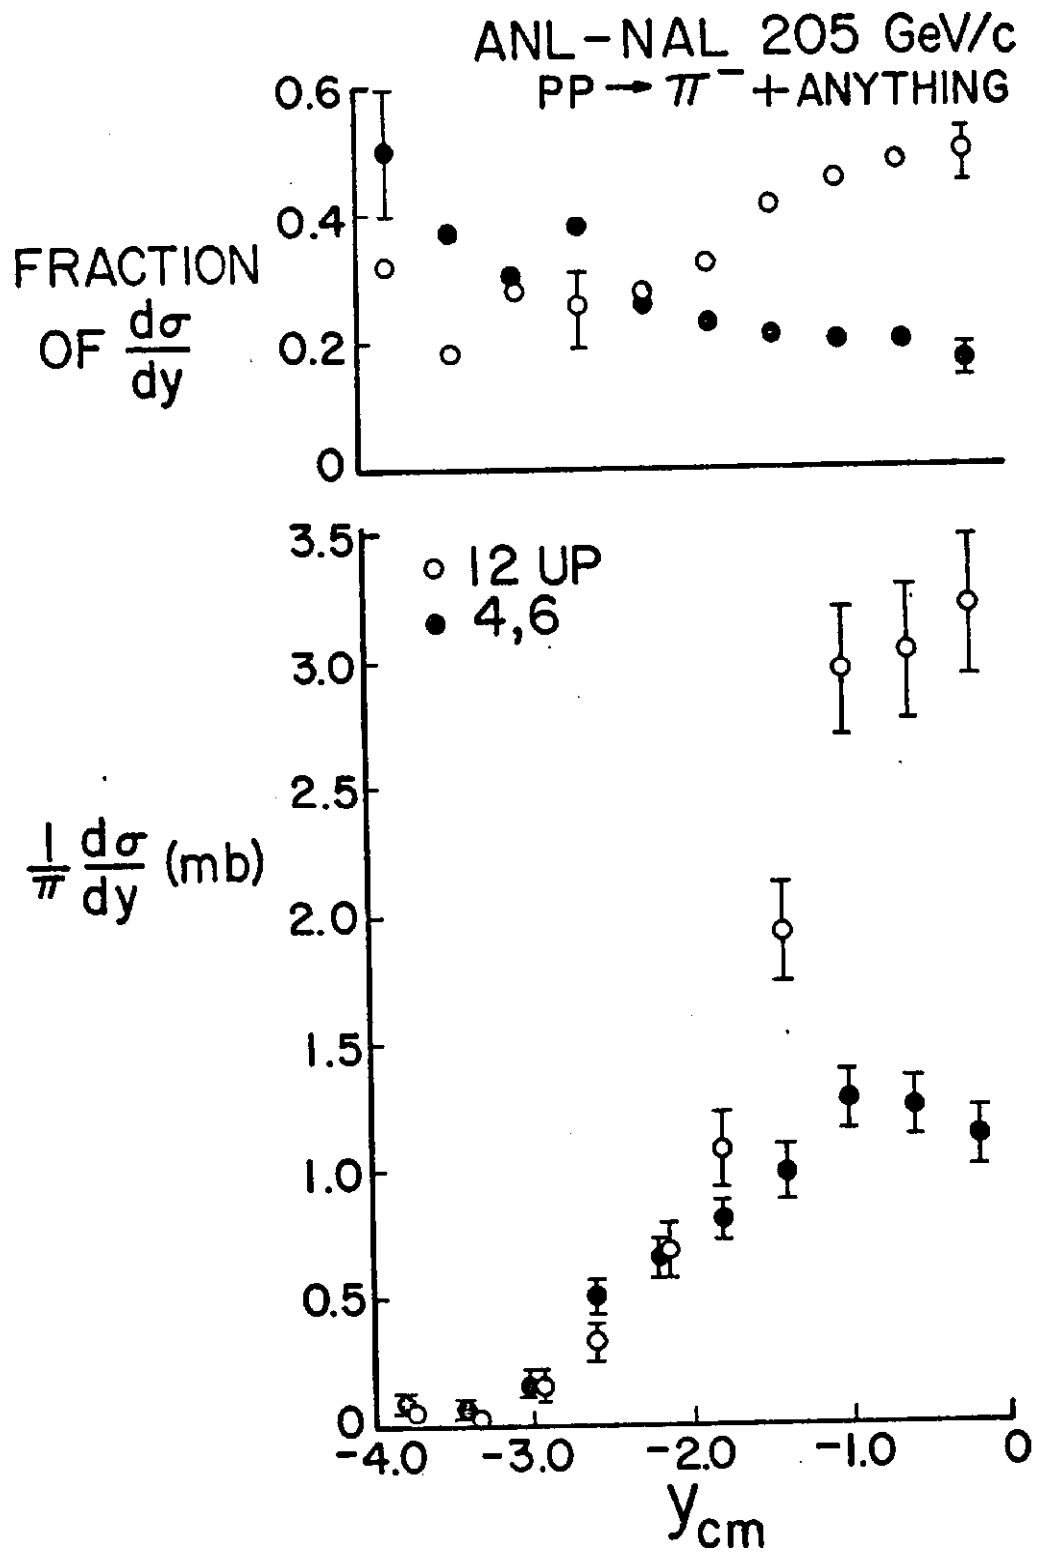 ANL-NAL 205 GeV/c
PP → π⁻ + ANYTHING
0.6
0.4
0.2
0
FRACTION
OF dσ/dy
3.5
3.0
2.5
2.0
1.5
1.0
0.5
0
○ 12 UP
● 4,6
1/π dσ/dy (mb)
-4.0 -3.0 -2.0 -1.0 0
y_cm